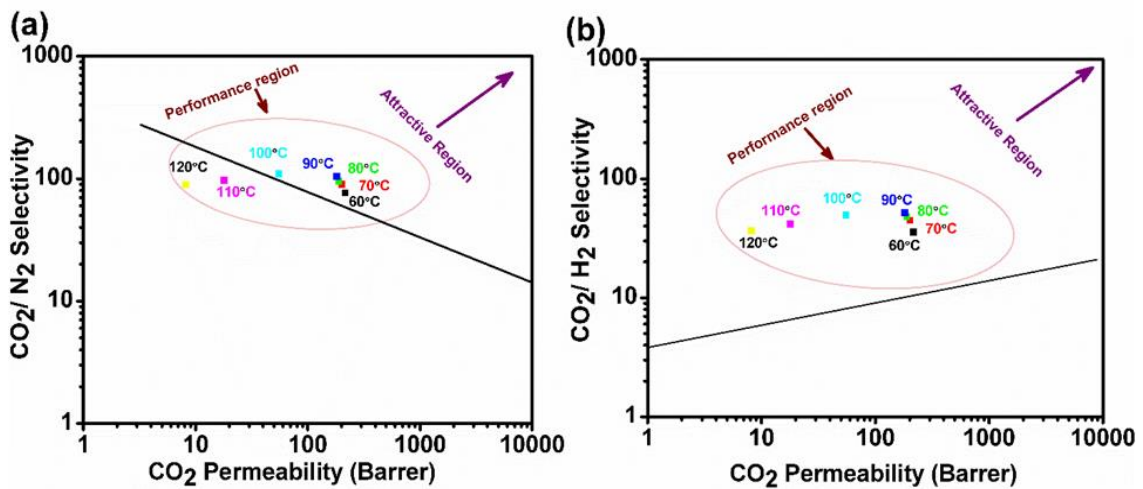 (a)
CO₂/ N₂ Selectivity
1000
100
10
1
Performance region
Attractive Region
120°C
110°C
100°C
90°C
80°C
70°C
60°C
1
10
100
1000
10000
CO₂ Permeability (Barrer)
(b)
CO₂/ H₂ Selectivity
1000
100
10
1
Performance region
Attractive Region
120°C
110°C
100°C
90°C
80°C
70°C
60°C
1
10
100
1000
10000
CO₂ Permeability (Barrer)